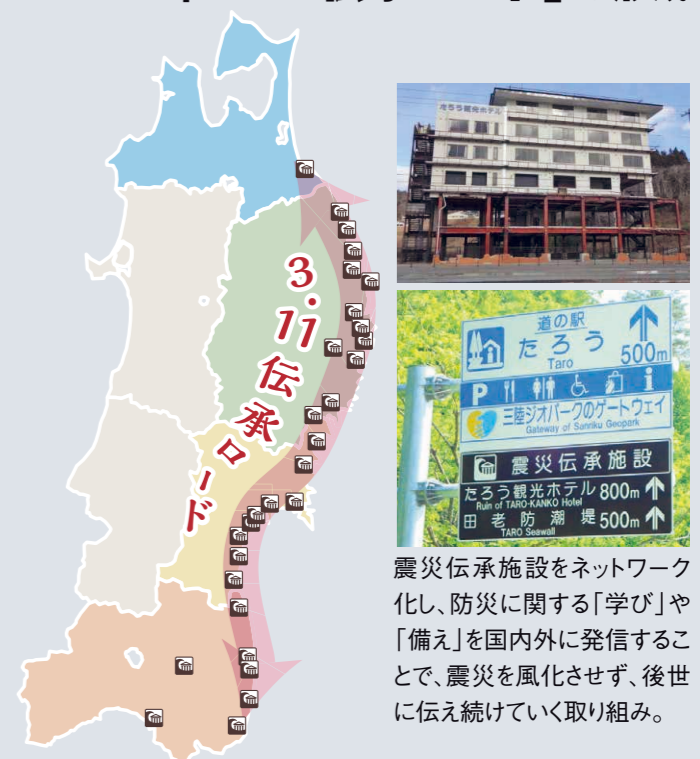 3・11伝承ロード
たろう観光ホテル
道の駅
たろう
Taro
500m
P
i
三陸ジオパークのゲートウェイ
Gateway of Sanriku Geopark
震災伝承施設
たろう観光ホテル 800m
Ruin of TARO-KANKO Hotel
田老防潮堤 500m
TARO Seawall
震災伝承施設をネットワーク
化し、防災に関する「学び」や
「備え」を国内外に発信するこ
とで、震災を風化させず、後世
に伝え続けていく取り組み。